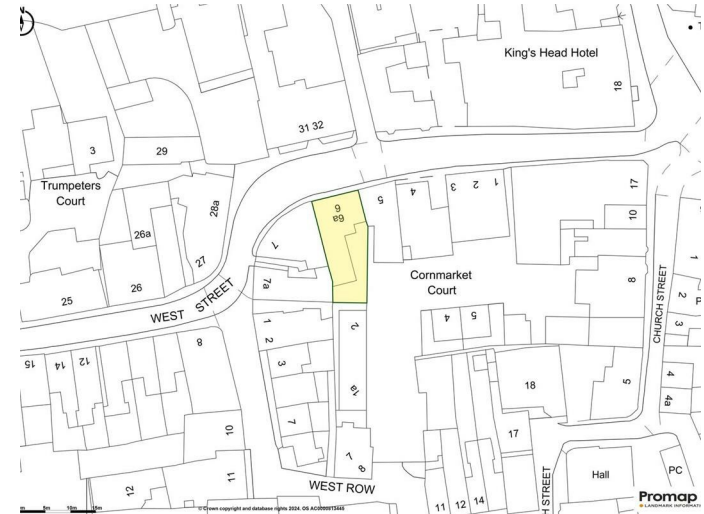 N
King's Head Hotel
18
31 32
3
29
Trumpeters
Court
28a
26a
27
26
25
WEST STREET
6
6a
5
4
3
2
1
17
10
7
7a
Cornmarket
Court
8
CHURCH STREET
1
2
3
4
4a
1
2
3
7
2
1a
7
8
4
5
18
17
5
15
14
12
8
10
11
12
WEST ROW
11
12
14
H STREET
Hall
PC
5m
10m
15m
© Crown copyright and database rights 2024. OS
Promap
LANDMARK INFORMATI